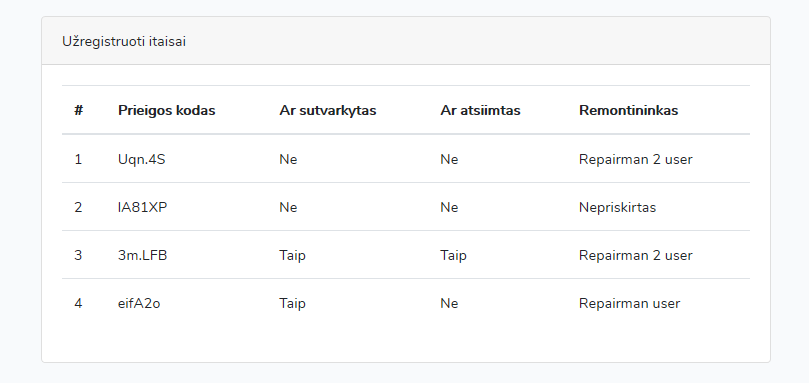 Užregistruoti itaisai
# Prieigos kodas Ar sutvarkytas Ar atsiimtas Remontininkas
1 Uqn.4S Ne Ne Repairman 2 user
2 IA81XP Ne Ne Nepriskirtas
3 3m.LFB Taip Taip Repairman 2 user
4 eifA2o Taip Ne Repairman user